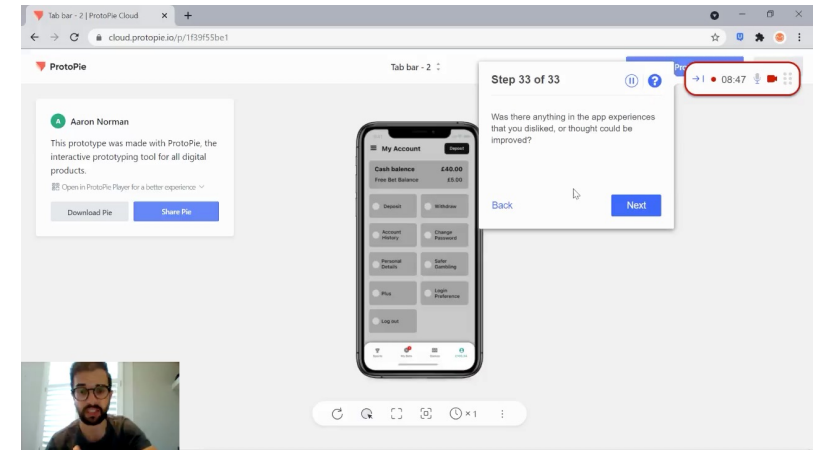 Tab bar - 2 | ProtoPie Cloud
cloud.protopie.io/p/1f39f55be1
ProtoPie
Tab bar - 2
A Aaron Norman
This prototype was made with ProtoPie, the
interactive prototyping tool for all digital
products.
Open in ProtoPie Player for a better experience
Download Pie
Share Pie
My Account
Deposit
Cash balance £40.00
Free Bet Balance £5.00
Deposit
Withdraw
Account
History
Change
Password
Personal
Details
Safer
Gambling
Plus
Login
Preference
Log out
Step 33 of 33
Was there anything in the app experiences
that you disliked, or thought could be
improved?
Back
Next
Pr
08:47
× 1